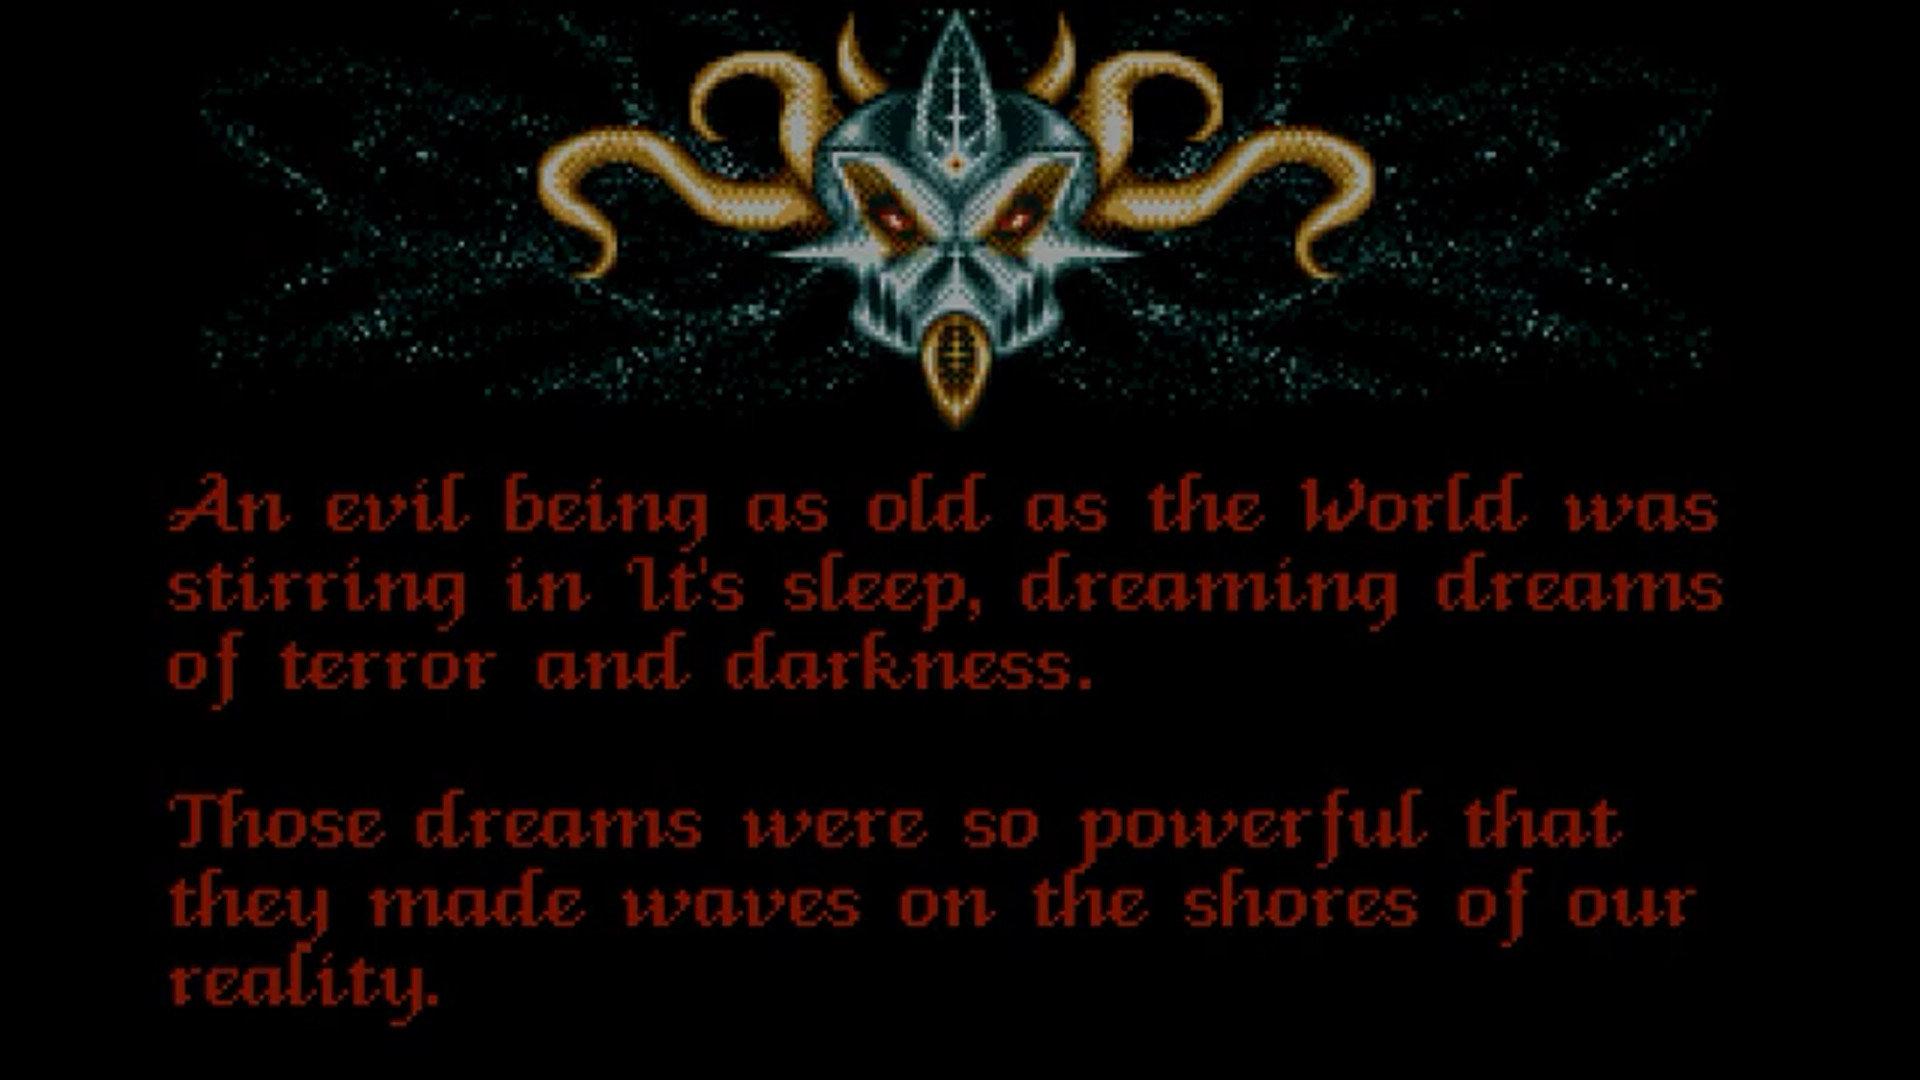 An evil being as old as the World was
stirring in It's sleep, dreaming dreams
of terror and darkness.
Those dreams were so powerful that
they made waves on the shores of our
reality.